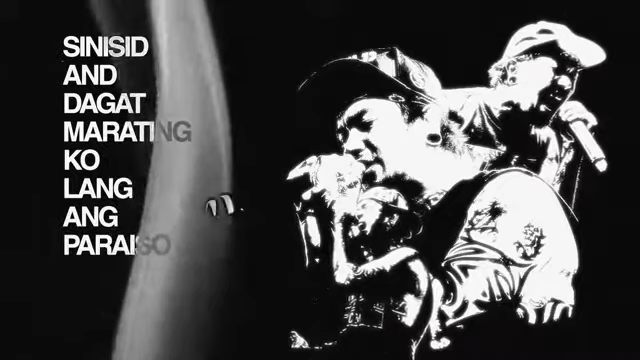 SINISID
AND
DAGAT
MARATING
KO
LANG
ANG
PARAISO